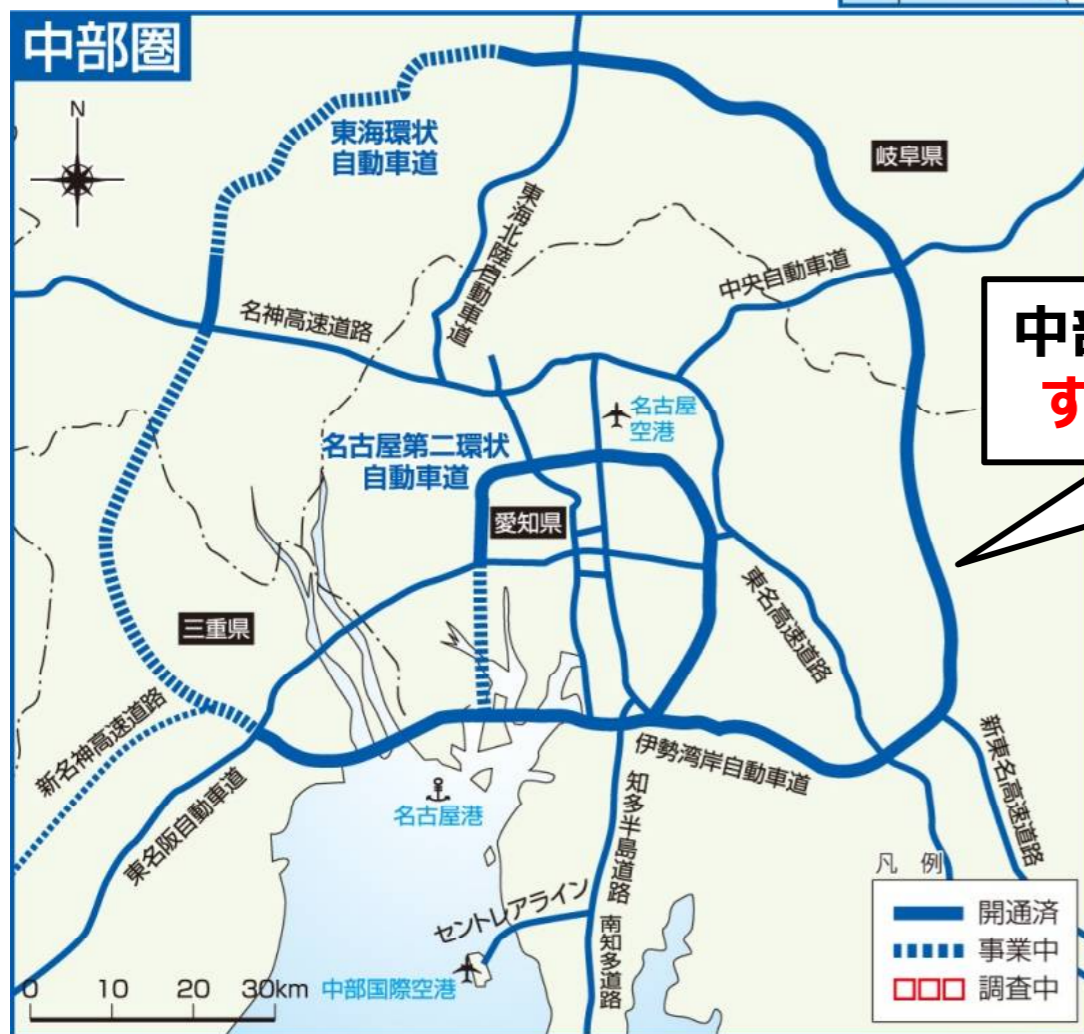 中部圏
N
東海環状
自動車道
岐阜県
東海北陸自動車道
中央自動車道
名神高速道路
中部
す
名古屋
空港
名古屋第二環状
自動車道
愛知県
東名高速道路
三重県
新名神高速道路
伊勢湾岸自動車道
新東名高速道路
東名阪自動車道
名古屋港
知多半島道路
凡 例
セントレアライン
南知多道路
開通済
事業中
調査中
中部国際空港
0 10 20 30km